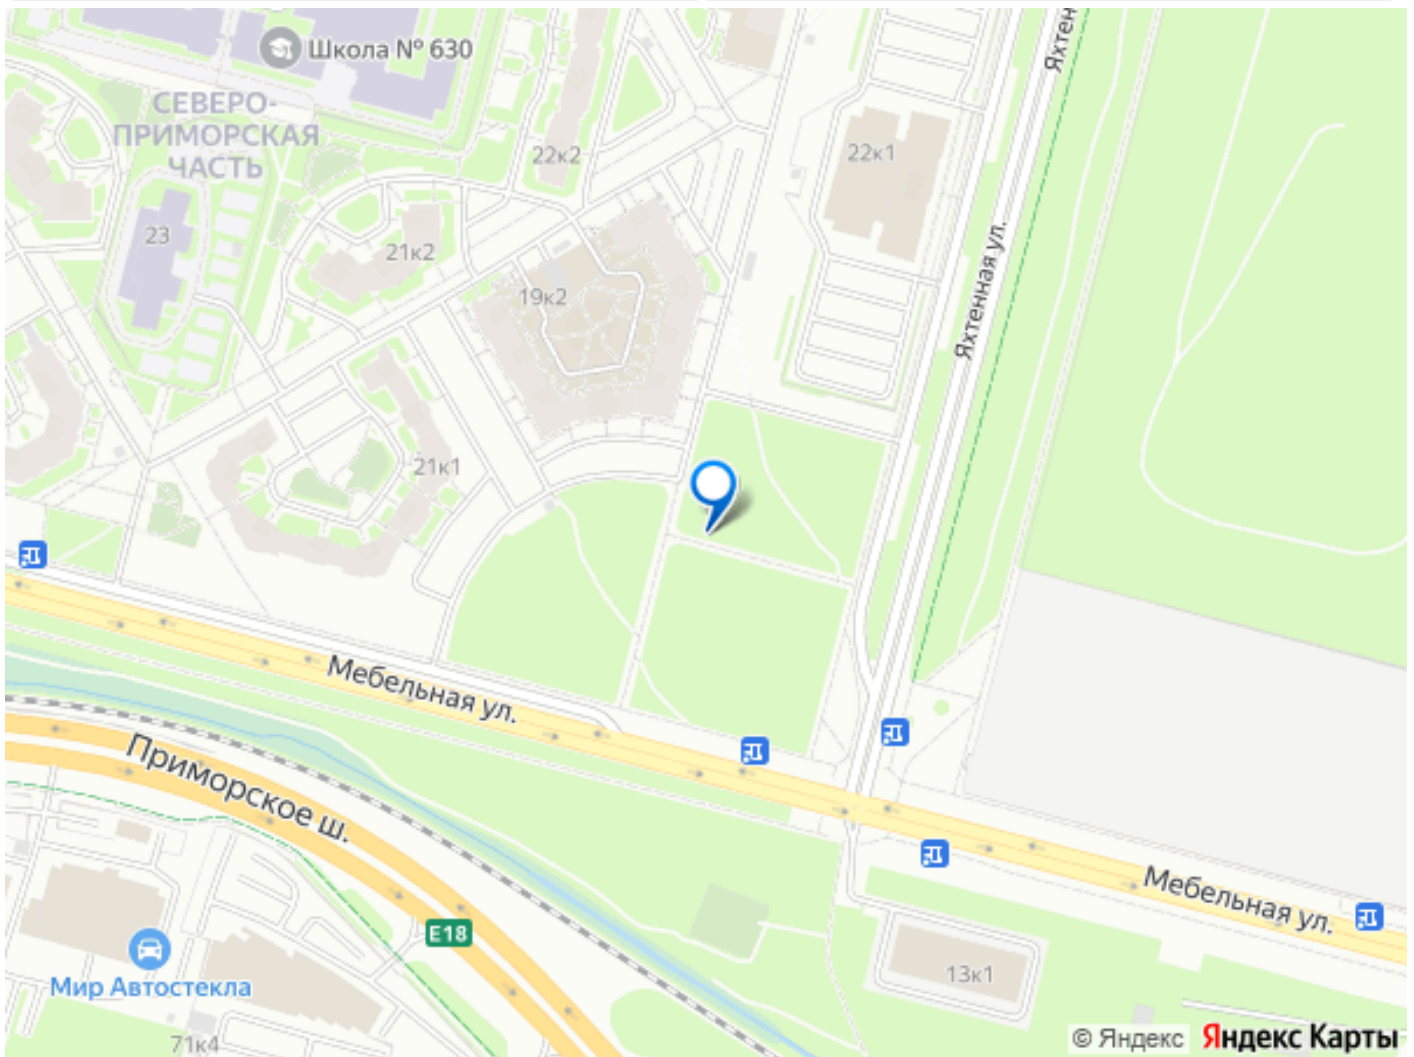 Школа № 630
Яхтен
СЕВЕРО-
ПРИМОРСКАЯ
ЧАСТЬ
22к2
22к1
23
21к2
19к2
Яхтенная ул.
21к1
Мебельная ул.
Приморское ш.
Мебельная ул.
E18
Мир Автостекла
13к1
71к4
© Яндекс Яндекс Карты